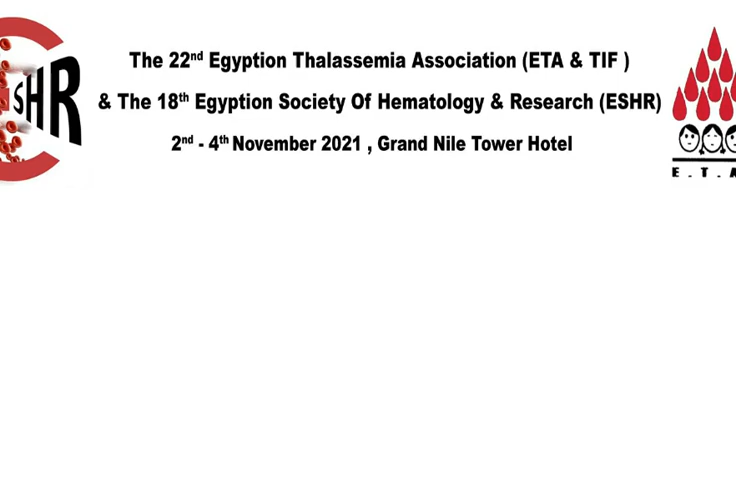 The 22nd Egyption Thalassemia Association (ETA & TIF )
& The 18th Egyption Society Of Hematology & Research (ESHR)
2nd - 4th November 2021 , Grand Nile Tower Hotel
SHR
E . T . A